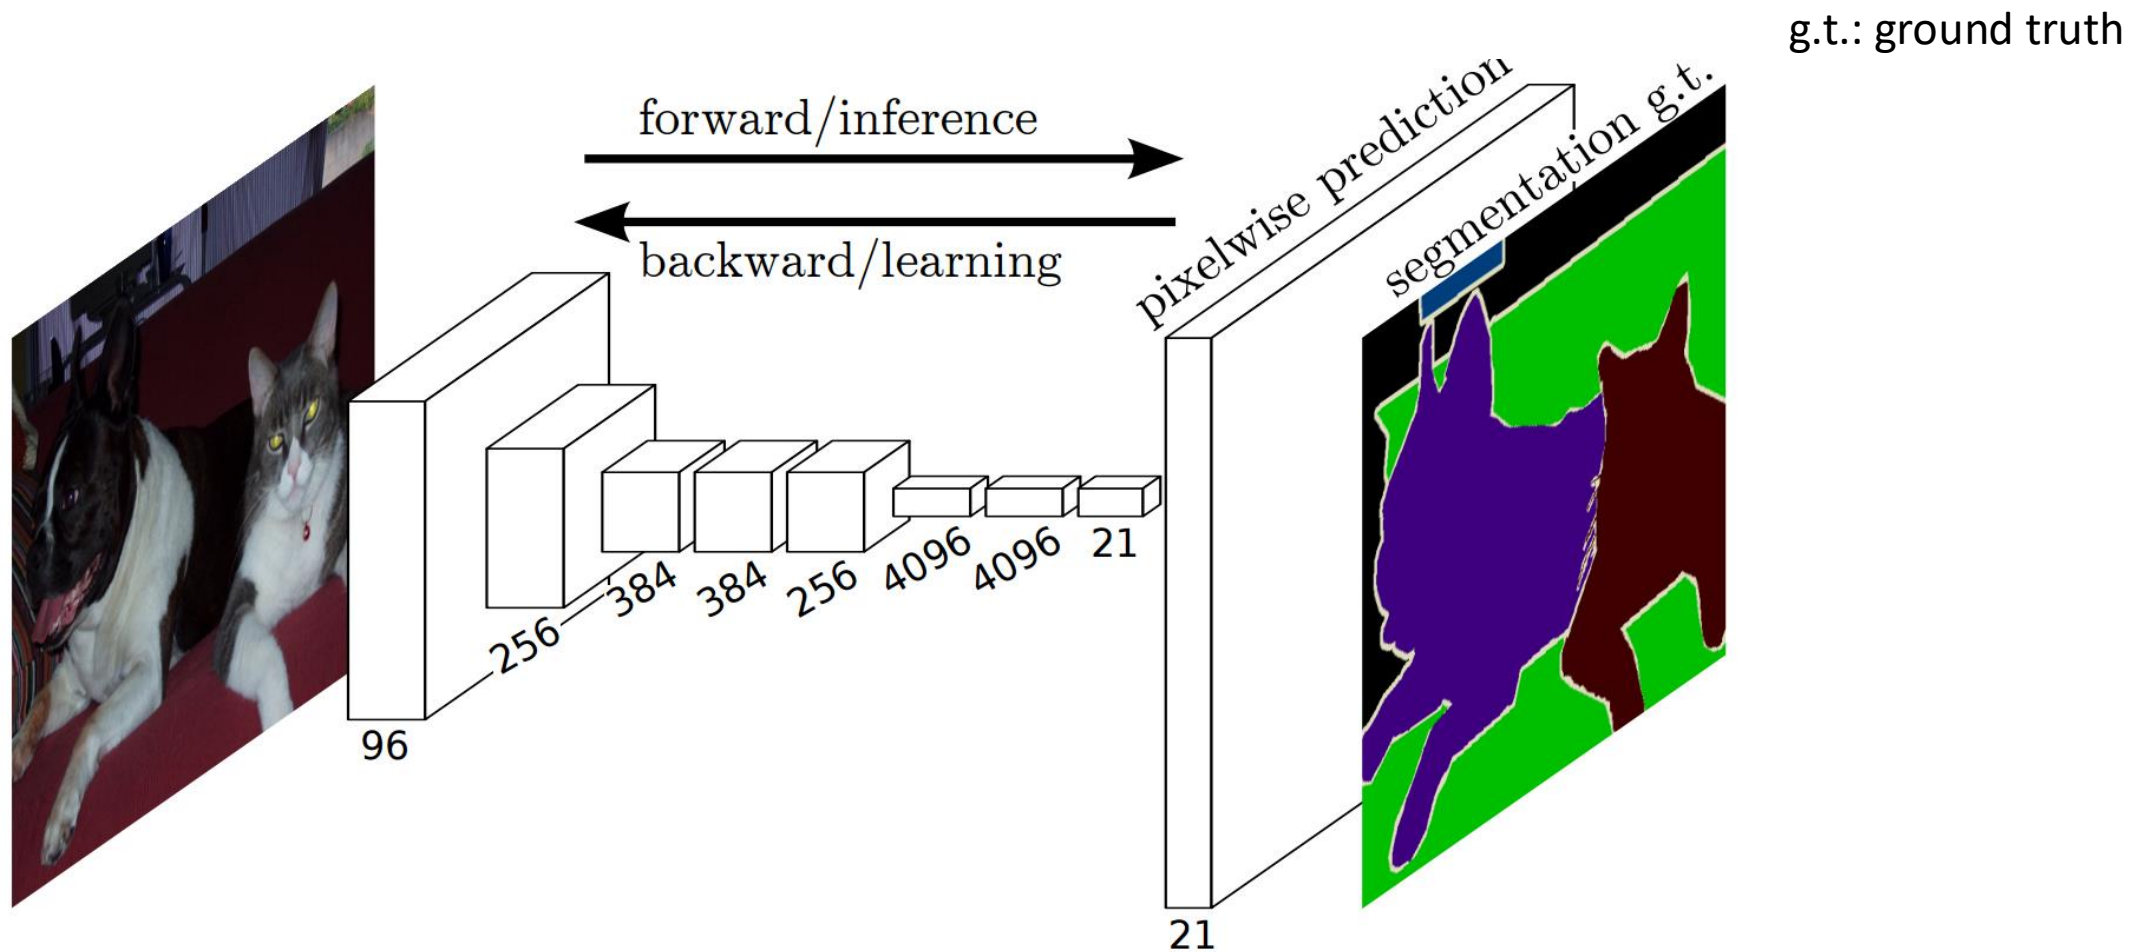 g.t.: ground truth
forward/inference
backward/learning
pixelwise prediction
segmentation g.t.
96
256
384
384
256
4096
4096
21
21